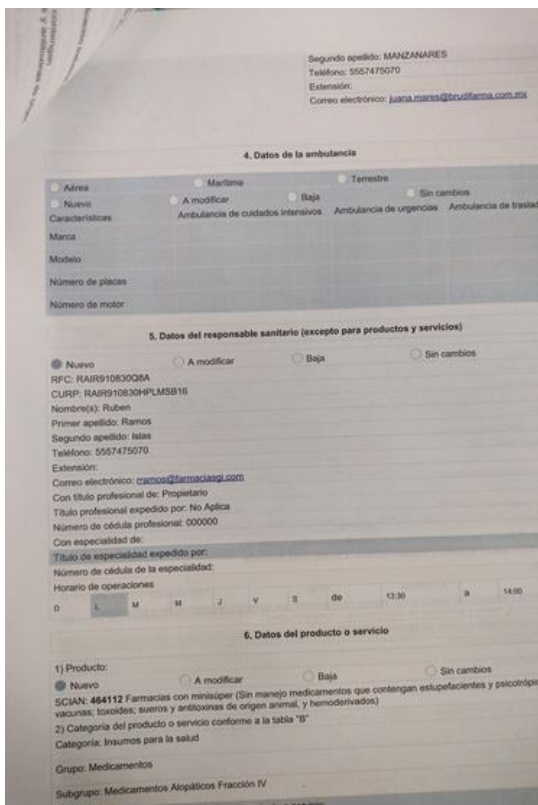 Segundo apellido: MANZANARES
Teléfono: 5557475070
Extensión:
Correo electrónico: juana.mares@brudifarma.com.mx
4. Datos de la ambulancia
Aérea Marítima Terrestre
Nuevo A modificar Baja Sin cambios
Características Ambulancia de cuidados intensivos Ambulancia de urgencias Ambulancia de traslad
Marca
Modelo
Número de placas
Número de motor
5. Datos del responsable sanitario (excepto para productos y servicios)
Nuevo A modificar Baja Sin cambios
RFC: RAIR910830Q8A
CURP: RAIR910830HPLMSB16
Nombre(s): Ruben
Primer apellido: Ramos
Segundo apellido: Islas
Teléfono: 5557475070
Extensión:
Correo electrónico: rramos@farmaciasgi.com
Con título profesional de: Propietario
Título profesional expedido por: No Aplica
Número de cédula profesional: 000000
Con especialidad de:
Título de especialidad expedido por:
Número de cédula de la especialidad:
Horario de operaciones
D L M M J V S de 13:30 a 14:00
6. Datos del producto o servicio
1) Producto:
Nuevo A modificar Baja Sin cambios
SCIAN: 464112 Farmacias con minisúper (Sin manejo medicamentos que contengan estupefacientes y psicotrópic
vacunas; toxoides; sueros y antitoxinas de origen animal, y hemoderivados)
2) Categoría del producto o servicio conforme a la tabla "B"
Categoría: Insumos para la salud
Grupo: Medicamentos
Subgrupo: Medicamentos Alopáticos Fracción IV